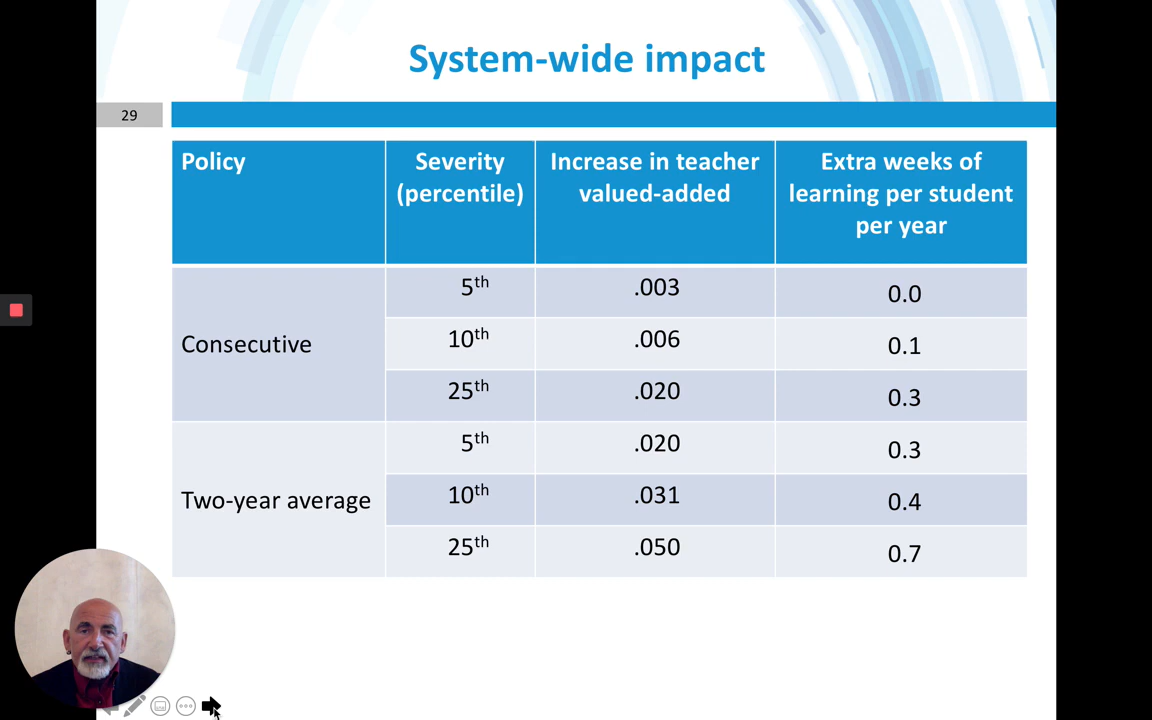 System-wide impact
29
Policy
Severity
(percentile)
Increase in teacher
valued-added
Extra weeks of
learning per student
per year
Consecutive
5th
.003
0.0
10th
.006
0.1
25th
.020
0.3
Two-year average
5th
.020
0.3
10th
.031
0.4
25th
.050
0.7